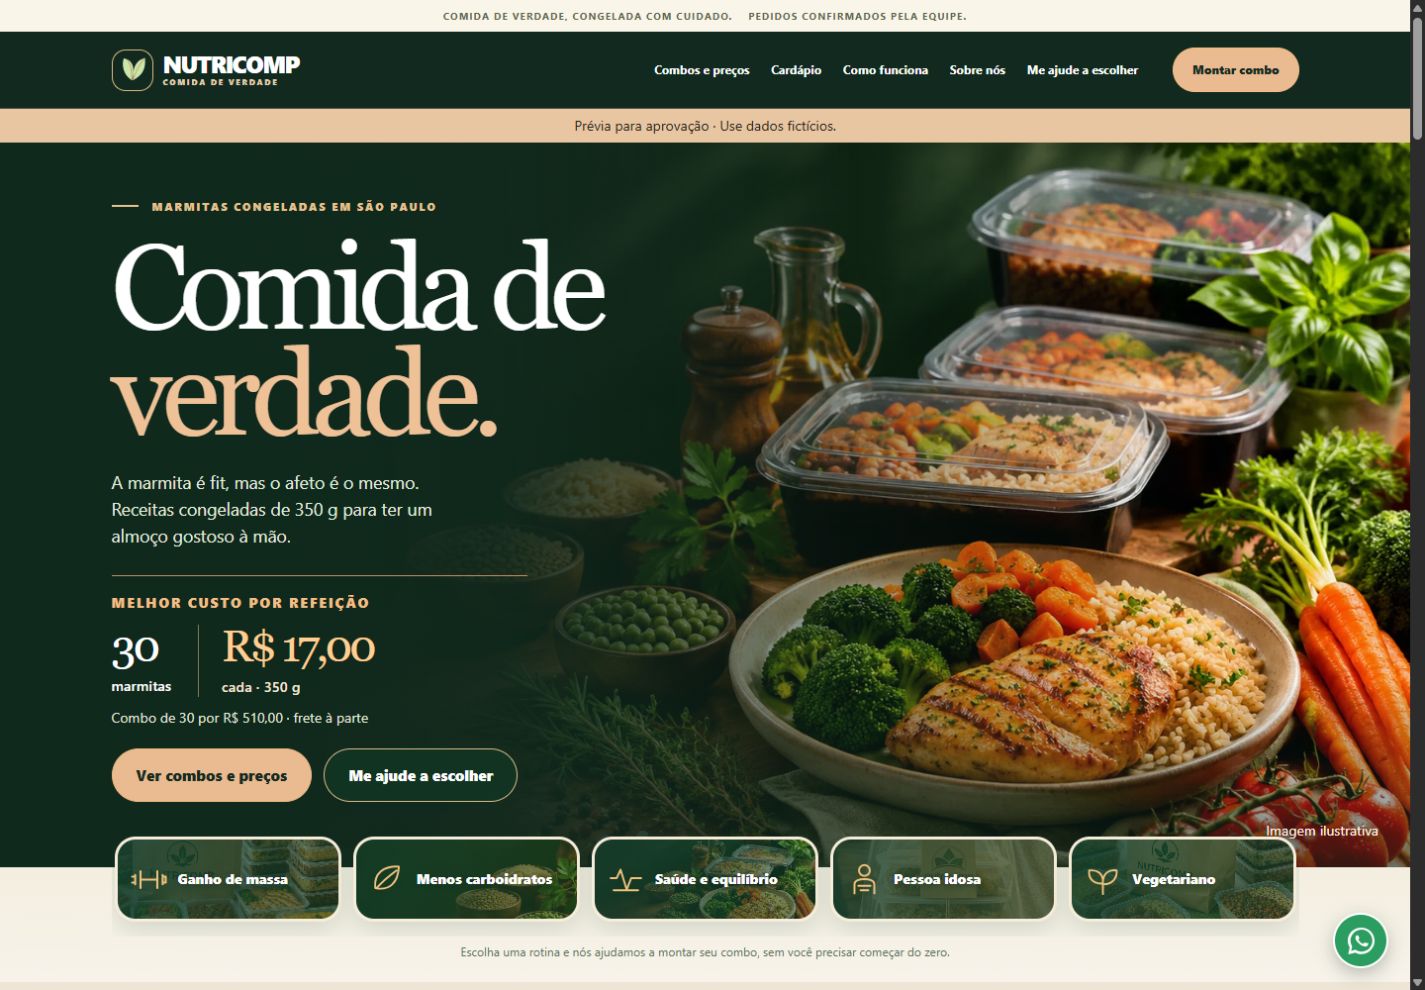 COMIDA DE VERDADE, CONGELADA COM CUIDADO. PEDIDOS CONFIRMADOS PELA EQUIPE.
NUTRICOMP
COMIDA DE VERDADE
Combos e preços Cardápio Como funciona Sobre nós Me ajude a escolher Montar combo
Prévia para aprovação · Use dados fictícios.
MARMITAS CONGELADAS EM SÃO PAULO
Comida de
verdade.
A marmita é fit, mas o afeto é o mesmo.
Receitas congeladas de 350 g para ter um
almoço gostoso à mão.
MELHOR CUSTO POR REFEIÇÃO
30 R$ 17,00
marmitas cada · 350 g
Combo de 30 por R$ 510,00 · frete à parte
Ver combos e preços Me ajude a escolher
Imagem ilustrativa
Ganho de massa Menos carboidratos Saúde e equilíbrio Pessoa idosa Vegetariano
Escolha uma rotina e nós ajudamos a montar seu combo, sem você precisar começar do zero.